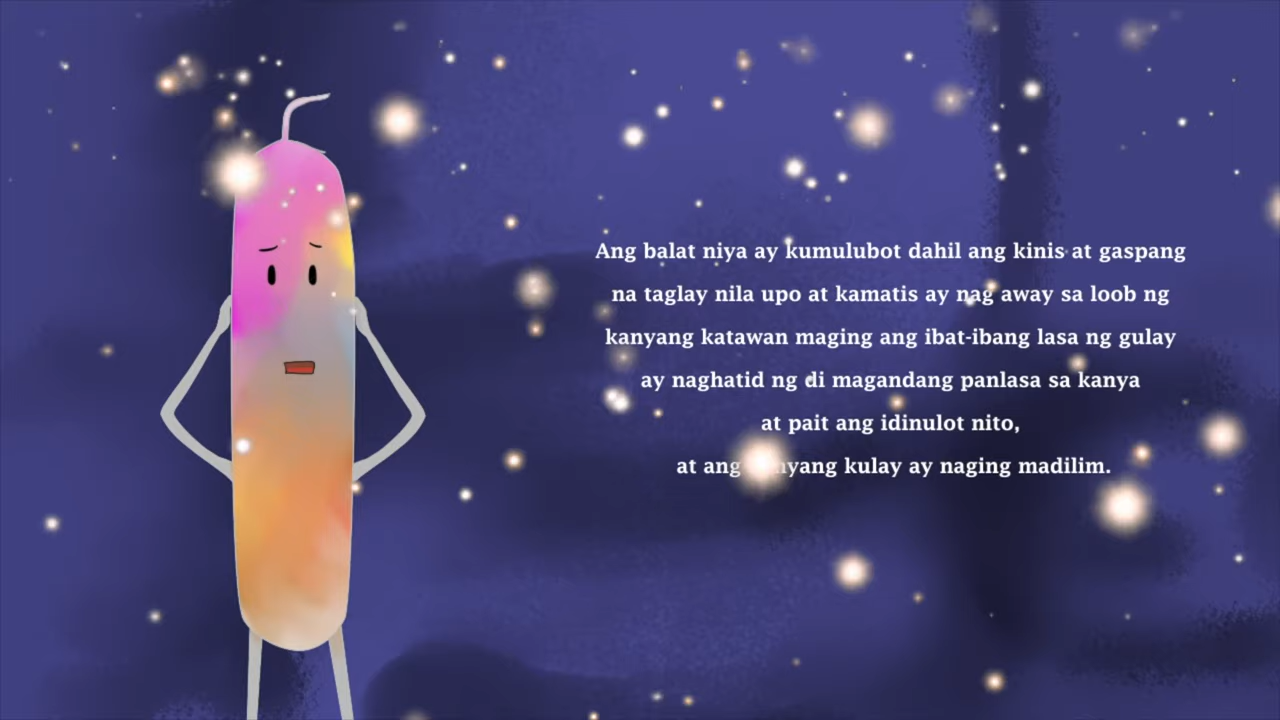 Ang balat niya ay kumulubot dahil ang kinis at gaspang
na taglay nila upo at kamatis ay nag away sa loob ng
kanyang katawan maging ang ibat-ibang lasa ng gulay
ay naghatid ng di magandang panlasa sa kanya
at pait ang idinulot nito,
at ang kanyang kulay ay naging madilim.